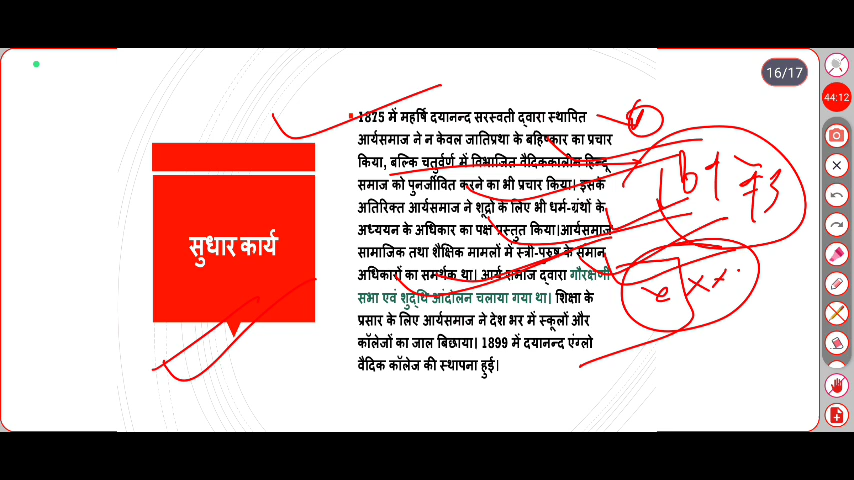 16/17
44:12
1875 में महर्षि दयानन्द सरस्वती द्वारा स्थापित
आर्यसमाज ने न केवल जातिप्रथा के बहिष्कार का प्रचार
किया, बल्कि चतुर्वर्ण में विभाजित वैदिककालीन हिन्दू
समाज को पुनर्जीवित करने का भी प्रचार किया। इसके
अतिरिक्त आर्यसमाज ने शूद्रों के लिए भी धर्म-ग्रंथों के
अध्ययन के अधिकार का पक्ष प्रस्तुत किया।आर्यसमाज
सामाजिक तथा शैक्षिक मामलों में स्त्री-पुरुष के समान
अधिकारों का समर्थक था। आर्य समाज द्वारा गौरक्षणी
सभा एवं शुद्धि आंदोलन चलाया गया था। शिक्षा के
प्रसार के लिए आर्यसमाज ने देश भर में स्कूलों और
कॉलेजों का जाल बिछाया। 1899 में दयानन्द एंग्लो
वैदिक कॉलेज की स्थापना हुई।
सुधार कार्य